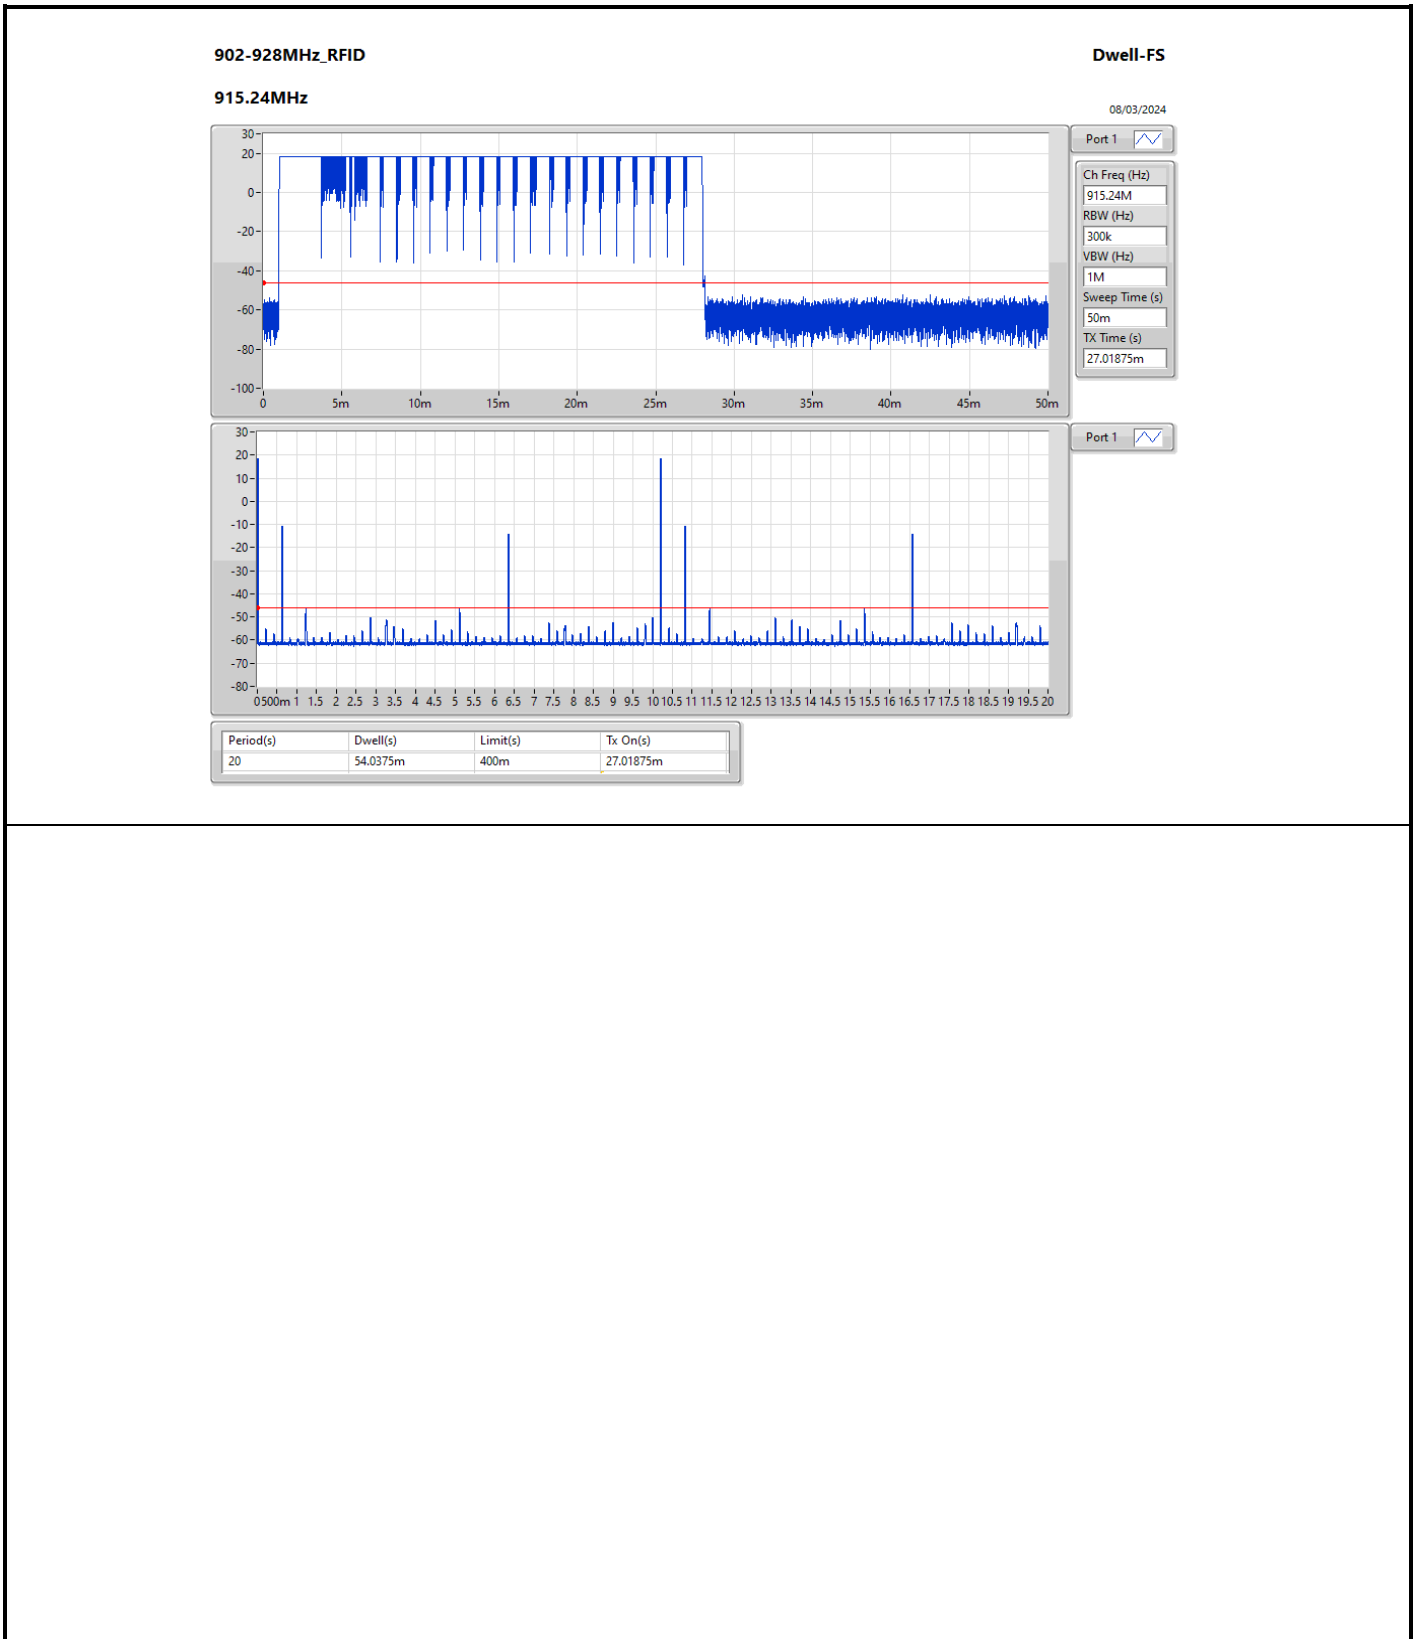 902-928MHz_RFID
Dwell-FS
915.24MHz
08/03/2024
30
20
0
-20
-40
-60
-80
-100
0 5m 10m 15m 20m 25m 30m 35m 40m 45m 50m
Port 1
Ch Freq (Hz)
915.24M
RBW (Hz)
300k
VBW (Hz)
1M
Sweep Time (s)
50m
TX Time (s)
27.01875m
30
20
10
0
-10
-20
-30
-40
-50
-60
-70
-80
0 500m 1 1.5 2 2.5 3 3.5 4 4.5 5 5.5 6 6.5 7 7.5 8 8.5 9 9.5 10 10.5 11 11.5 12 12.5 13 13.5 14 14.5 15 15.5 16 16.5 17 17.5 18 18.5 19 19.5 20
Port 1
Period(s) Dwell(s) Limit(s) Tx On(s)
20 54.0375m 400m 27.01875m